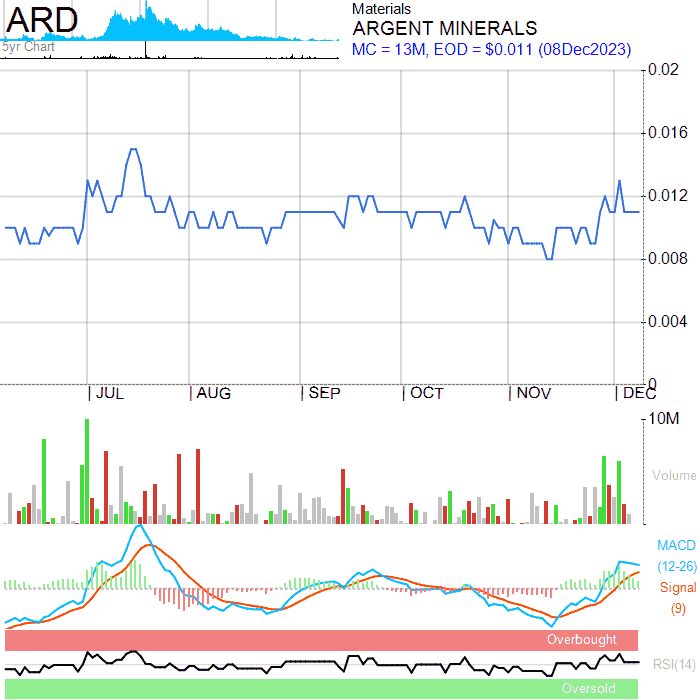 ARD
5yr Chart
Materials
ARGENT MINERALS
MC = 13M, EOD = $0.011 (08Dec2023)
0.02
0.016
0.012
0.008
0.004
0
JUL AUG SEP OCT NOV DEC
10M
Volume
MACD
(12-26)
Signal
(9)
Overbought
RSI(14)
Oversold